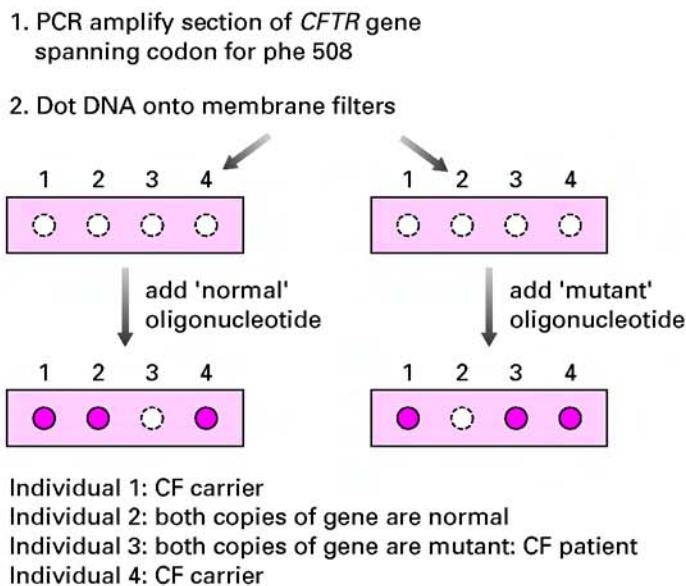 1. PCR amplify section of CFTR gene
spanning codon for phe 508
2. Dot DNA onto membrane filters
1 2 3 4
1 2 3 4
add 'normal'
oligonucleotide
add 'mutant'
oligonucleotide
1 2 3 4
1 2 3 4
Individual 1: CF carrier
Individual 2: both copies of gene are normal
Individual 3: both copies of gene are mutant: CF patient
Individual 4: CF carrier